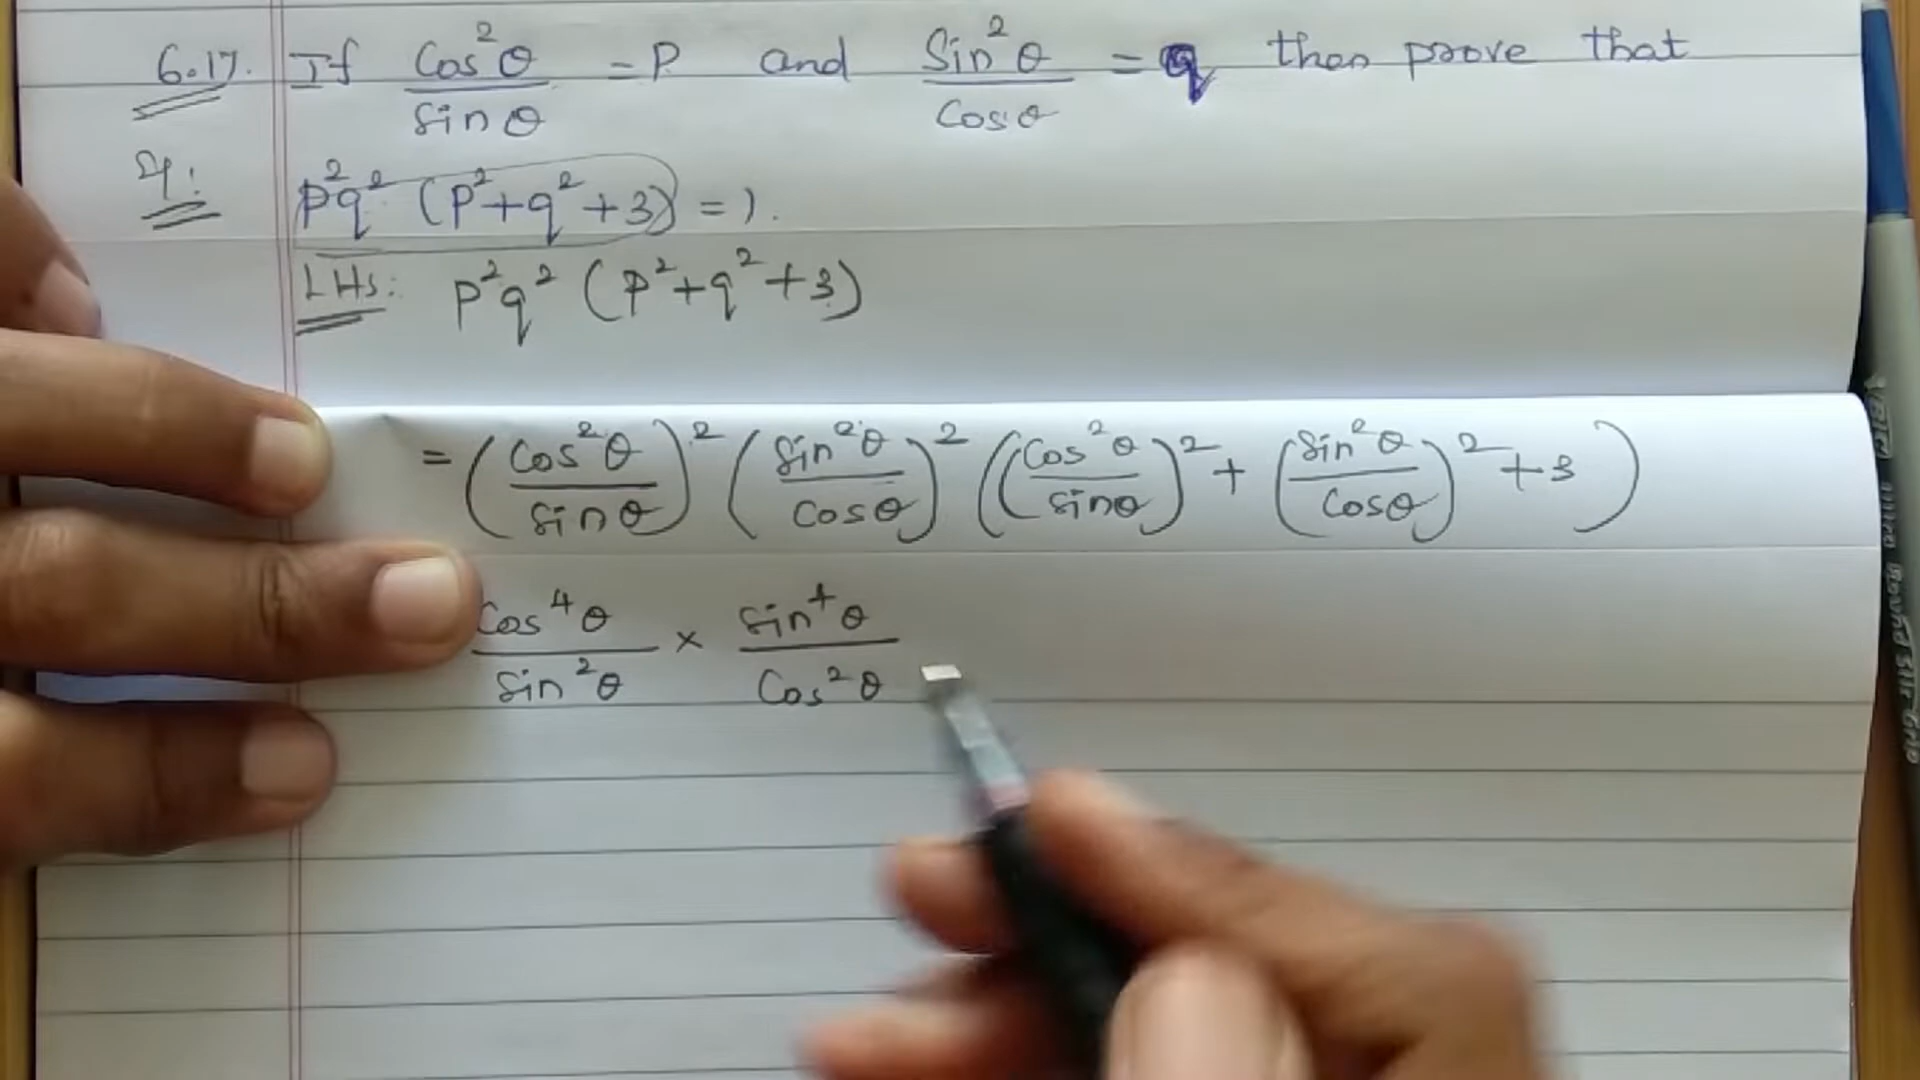 6.17. If Cos²θ/sinθ = P and Sin²θ/Cosθ = q then prove that
P²q² (P²+q²+3) = 1.
LHS: P²q² (P²+q²+3)
= (Cos²θ/sinθ)² (sin²θ/cosθ)² ((Cos²θ/sinθ)² + (sin²θ/cosθ)² + 3)
Cos⁴θ/sin²θ × sin⁴θ/Cos²θ